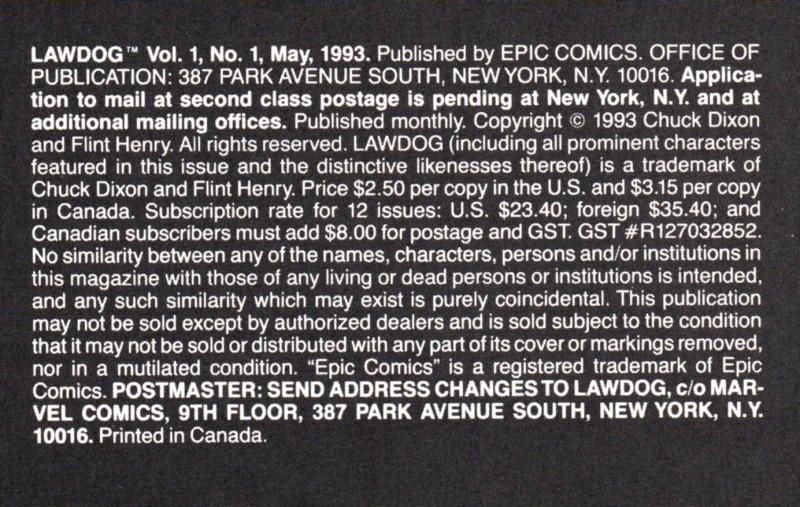 LAWDOG™ Vol. 1, No. 1, May, 1993. Published by EPIC COMICS. OFFICE OF
PUBLICATION: 387 PARK AVENUE SOUTH, NEW YORK, N.Y. 10016. Applica-
tion to mail at second class postage is pending at New York, N.Y. and at
additional mailing offices. Published monthly. Copyright © 1993 Chuck Dixon
and Flint Henry. All rights reserved. LAWDOG (including all prominent characters
featured in this issue and the distinctive likenesses thereof) is a trademark of
Chuck Dixon and Flint Henry. Price $2.50 per copy in the U.S. and $3.15 per copy
in Canada. Subscription rate for 12 issues: U.S. $23.40; foreign $35.40; and
Canadian subscribers must add $8.00 for postage and GST. GST #R127032852.
No similarity between any of the names, characters, persons and/or institutions in
this magazine with those of any living or dead persons or institutions is intended,
and any such similarity which may exist is purely coincidental. This publication
may not be sold except by authorized dealers and is sold subject to the condition
that it may not be sold or distributed with any part of its cover or markings removed,
nor in a mutilated condition. “Epic Comics” is a registered trademark of Epic
Comics. POSTMASTER: SEND ADDRESS CHANGES TO LAWDOG, c/o MAR-
VEL COMICS, 9TH FLOOR, 387 PARK AVENUE SOUTH, NEW YORK, N.Y.
10016. Printed in Canada.